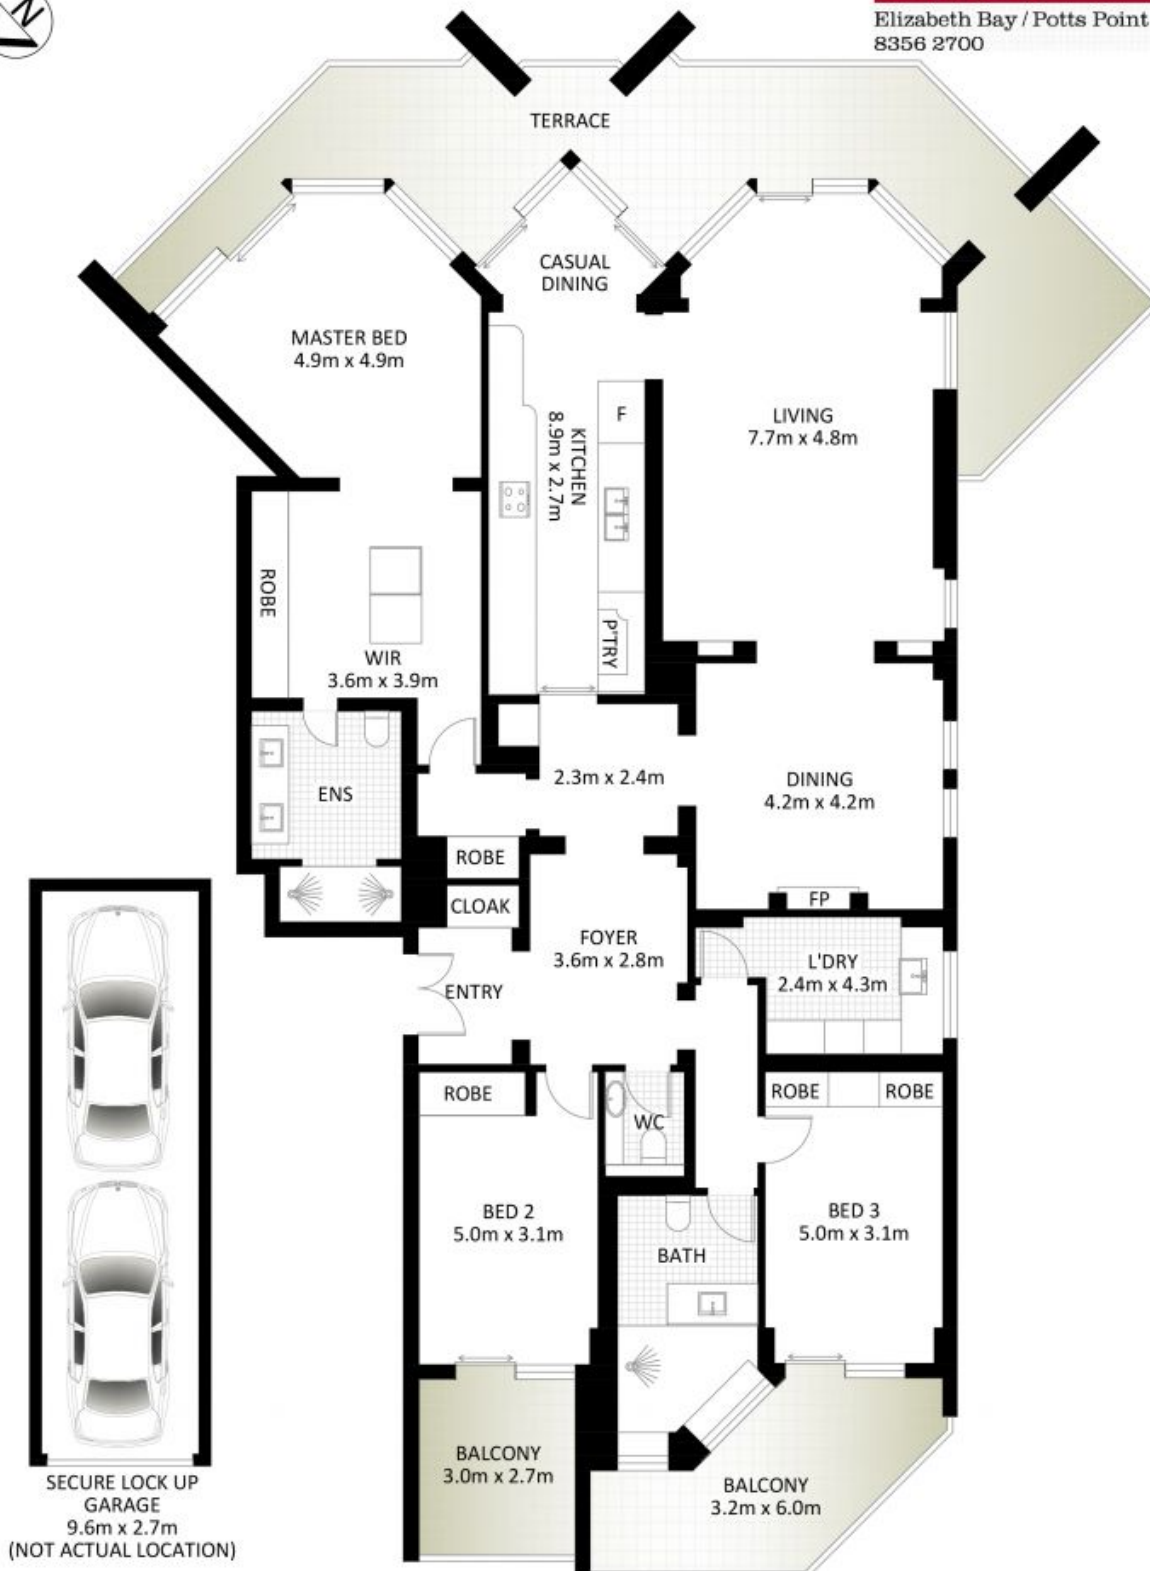 N
Elizabeth Bay / Potts Point
8356 2700
TERRACE
CASUAL
DINING
MASTER BED
4.9m x 4.9m
KITCHEN
8.9m x 2.7m
F
LIVING
7.7m x 4.8m
ROBE
WIR
3.6m x 3.9m
P'TRY
ENS
2.3m x 2.4m
DINING
4.2m x 4.2m
ROBE
CLOAK
FP
FOYER
3.6m x 2.8m
L'DRY
2.4m x 4.3m
ENTRY
ROBE
WC
ROBE
ROBE
BED 2
5.0m x 3.1m
BED 3
5.0m x 3.1m
BATH
BALCONY
3.0m x 2.7m
BALCONY
3.2m x 6.0m
SECURE LOCK UP
GARAGE
9.6m x 2.7m
(NOT ACTUAL LOCATION)